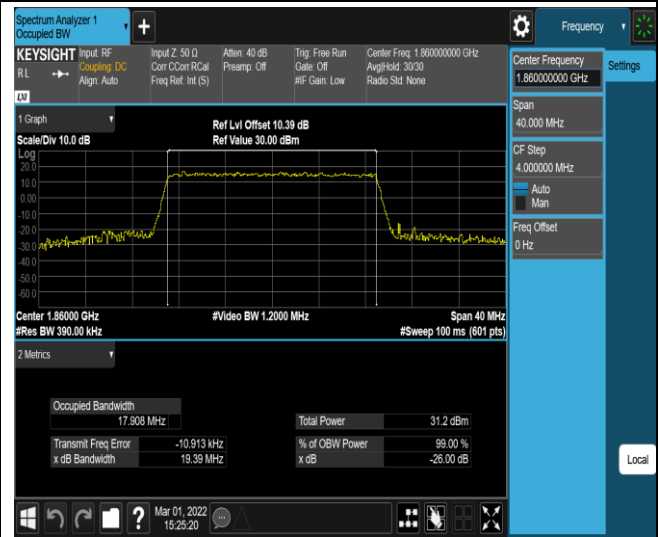 Spectrum Analyzer 1
Occupied BW
+
Frequency
KEYSIGHT
RL
LXI
Input: RF
Coupling: DC
Align: Auto
Input Z: 50 Ω
Corr CCorr RCal
Freq Ref: Int (S)
Atten: 40 dB
Preamp: Off
Trig: Free Run
Gate: Off
#IF Gain: Low
Center Freq: 1.860000000 GHz
Avg|Hold: 30/30
Radio Std: None
Center Frequency
1.860000000 GHz
Settings
Span
40.000 MHz
CF Step
4.000000 MHz
Auto
Man
Freq Offset
0 Hz
1 Graph
Scale/Div 10.0 dB
Ref Lvl Offset 10.39 dB
Ref Value 30.00 dBm
Log
20.0
10.0
0.00
-10.0
-20.0
-30.0
-40.0
-50.0
-60.0
Center 1.86000 GHz
#Video BW 1.2000 MHz
Span 40 MHz
#Res BW 390.00 kHz
#Sweep 100 ms (601 pts)
2 Metrics
Occupied Bandwidth
17.908 MHz
Total Power 31.2 dBm
Transmit Freq Error -10.913 kHz
% of OBW Power 99.00 %
x dB Bandwidth 19.39 MHz
x dB -26.00 dB
Local
?
Mar 01, 2022
15:25:20